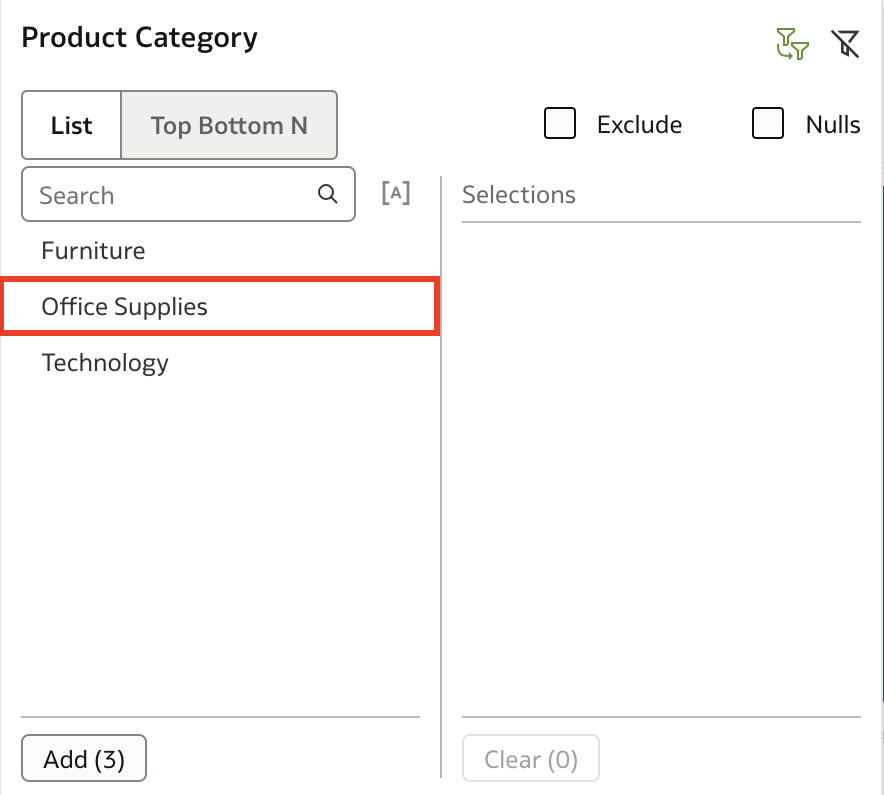 Product Category
List
Top Bottom N
Exclude
Nulls
Search
[A]
Selections
Furniture
Office Supplies
Technology
Add (3)
Clear (0)